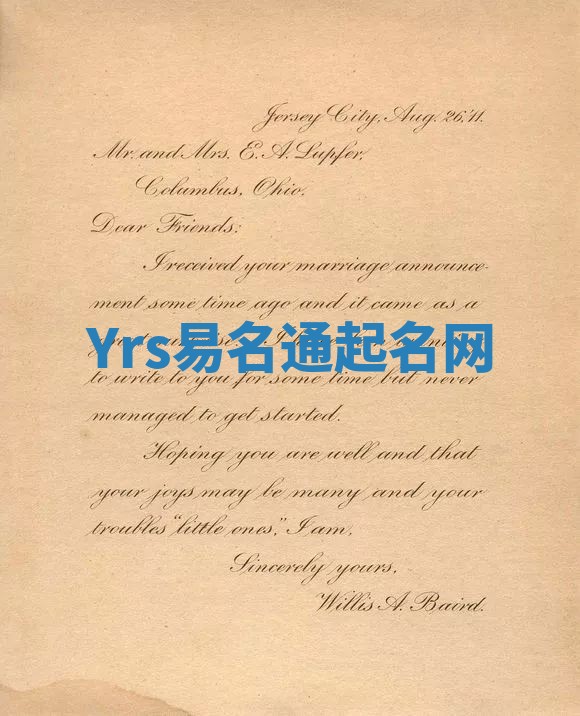 Jersey City, Aug. 26, '11.
Mr. and Mrs. E. A. Lupfer,
Columbus, Ohio.
Dear Friends:
I received your marriage announce-
ment some time ago and it came as a
Yrs易名通起名网
to write to you for some time but never
managed to get started.
Hoping you are well and that
your joys may be many and your
troubles "little ones," I am,
Sincerely yours,
Willis A. Baird.